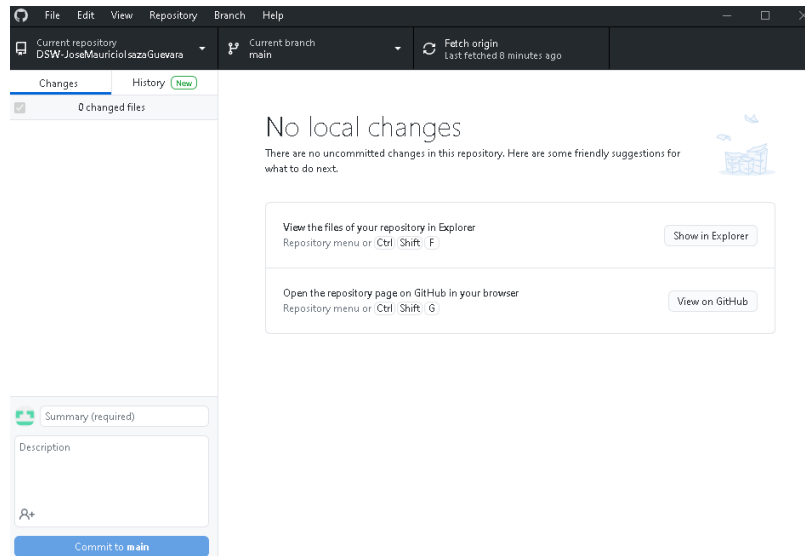 File Edit View Repository Branch Help
Current repository
DSW-JoseMauricioIsazaGuevara
Current branch
main
Fetch origin
Last fetched 8 minutes ago
Changes
History New
0 changed files
No local changes
There are no uncommitted changes in this repository. Here are some friendly suggestions for
what to do next.
View the files of your repository in Explorer
Repository menu or Ctrl Shift F
Show in Explorer
Open the repository page on GitHub in your browser
Repository menu or Ctrl Shift G
View on GitHub
Summary (required)
Description
Commit to main